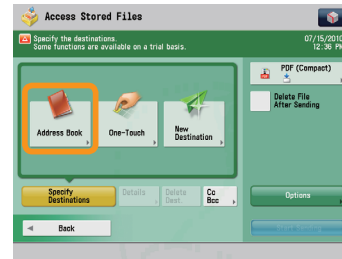 Access Stored Files
Specify the destinations.
Some functions are available on a trial basis.
07/15/2010
12:36 PM
PDF (Compact)
Delete File
After Sending
Address Book
One-Touch
New
Destination
Specify
Destinations
Details
Delete
Dest.
Cc
Bcc
Options
Back
Start Sending